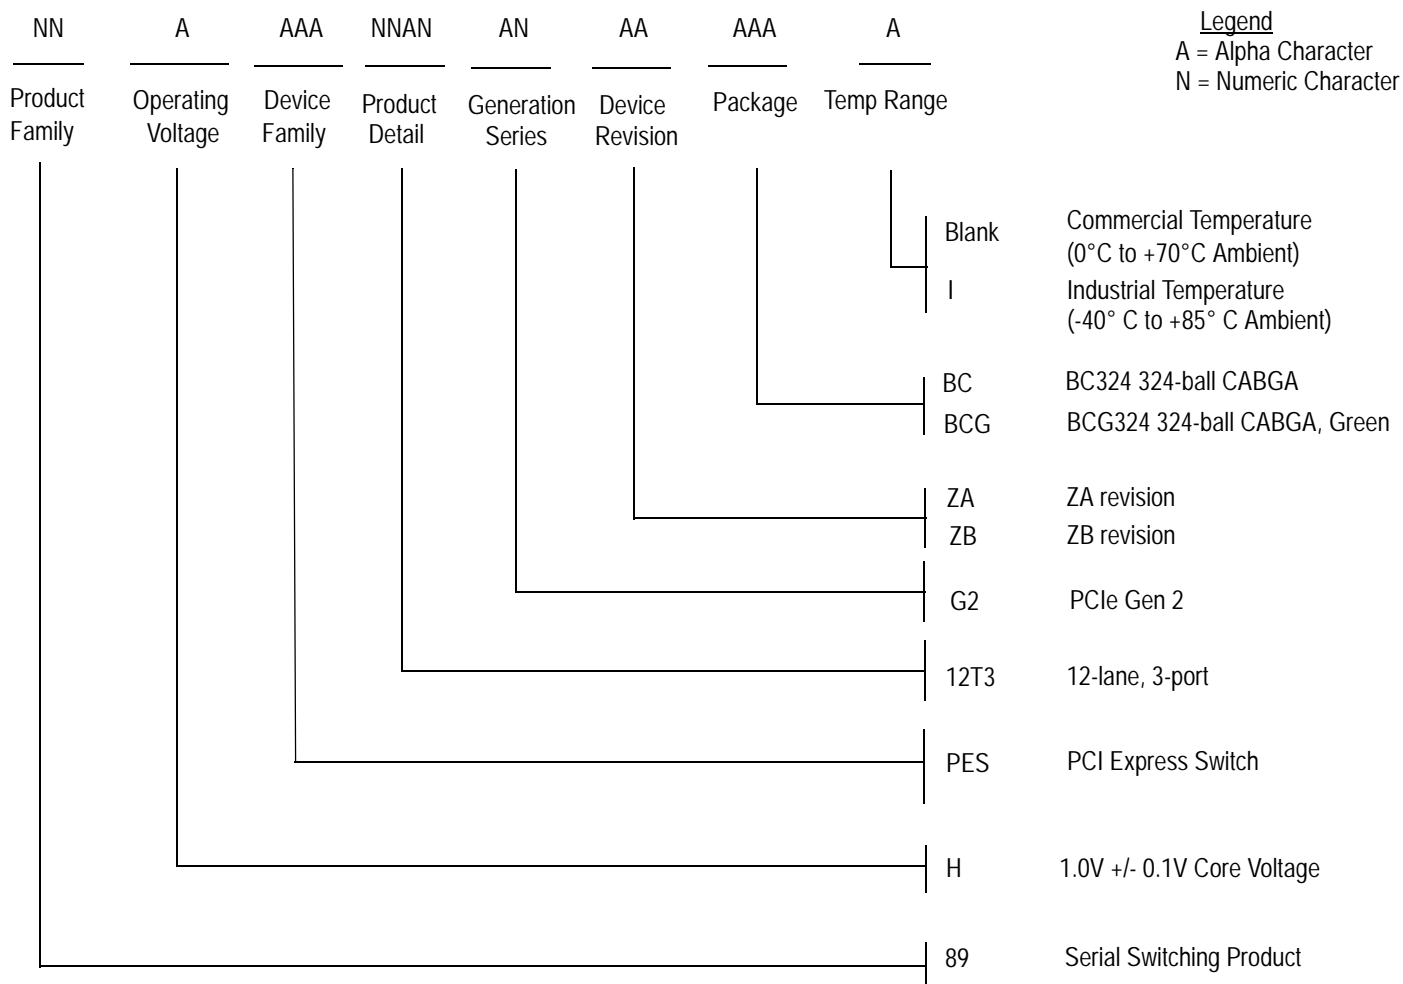 NN A AAA NNAN AN AA AAA A
Legend
A = Alpha Character
N = Numeric Character
Product Family
Operating Voltage
Device Family
Product Detail
Generation Series
Device Revision
Package
Temp Range
Blank Commercial Temperature
(0°C to +70°C Ambient)
I Industrial Temperature
(-40° C to +85° C Ambient)
BC BC324 324-ball CABGA
BCG BCG324 324-ball CABGA, Green
ZA ZA revision
ZB ZB revision
G2 PCIe Gen 2
12T3 12-lane, 3-port
PES PCI Express Switch
H 1.0V +/- 0.1V Core Voltage
89 Serial Switching Product